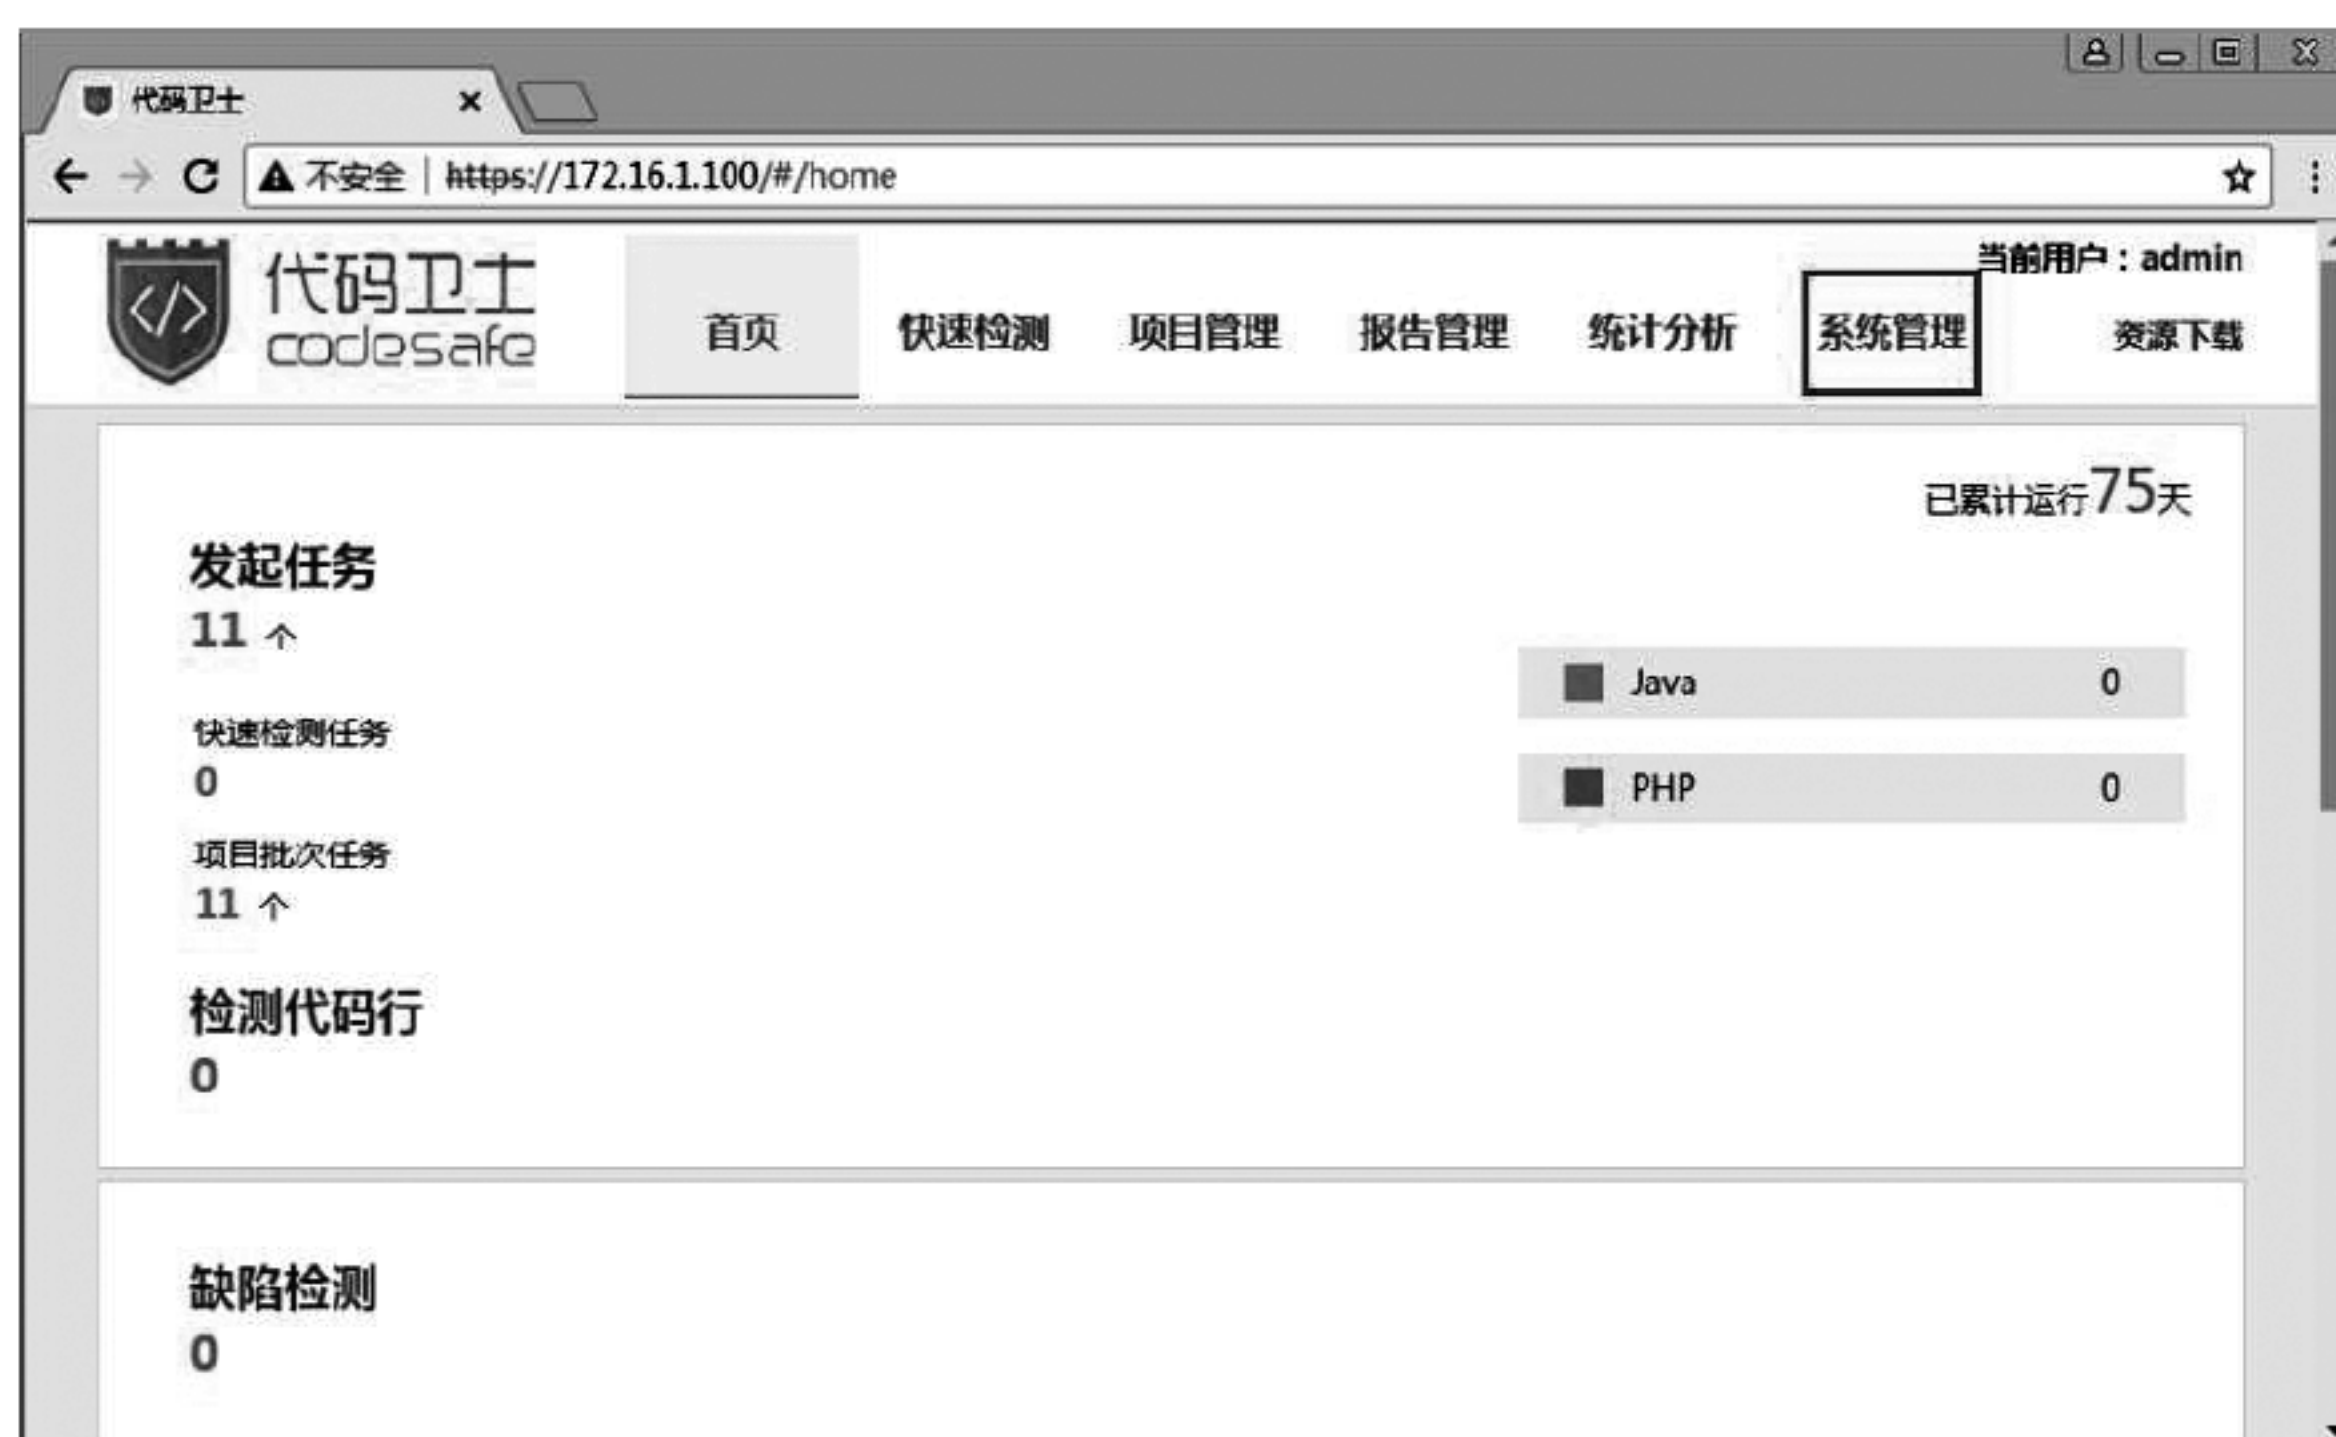 代码卫士
不安全 https://172.16.1.100/#/home
当前用户：admin
代码卫士
codesafe
首页 快速检测 项目管理 报告管理 统计分析 系统管理 资源下载
已累计运行75天
发起任务
11 个
Java 0
快速检测任务
0
PHP 0
项目批次任务
11 个
检测代码行
0
缺陷检测
0